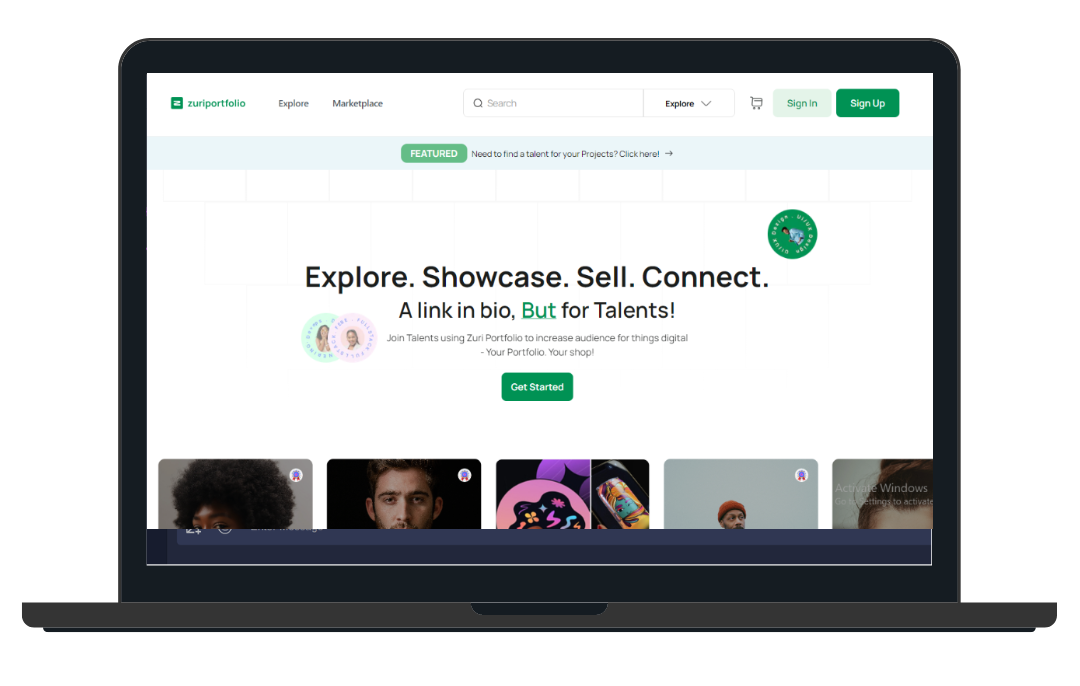 zuriportfolio
Explore
Marketplace
Search
Explore
Sign In
Sign Up
FEATURED Need to find a talent for your Projects? Click here! →
Explore. Showcase. Sell. Connect.
A link in bio, But for Talents!
Join Talents using Zuri Portfolio to increase audience for things digital
- Your Portfolio. Your shop!
Get Started
Activate Windows
Go to Settings to activate